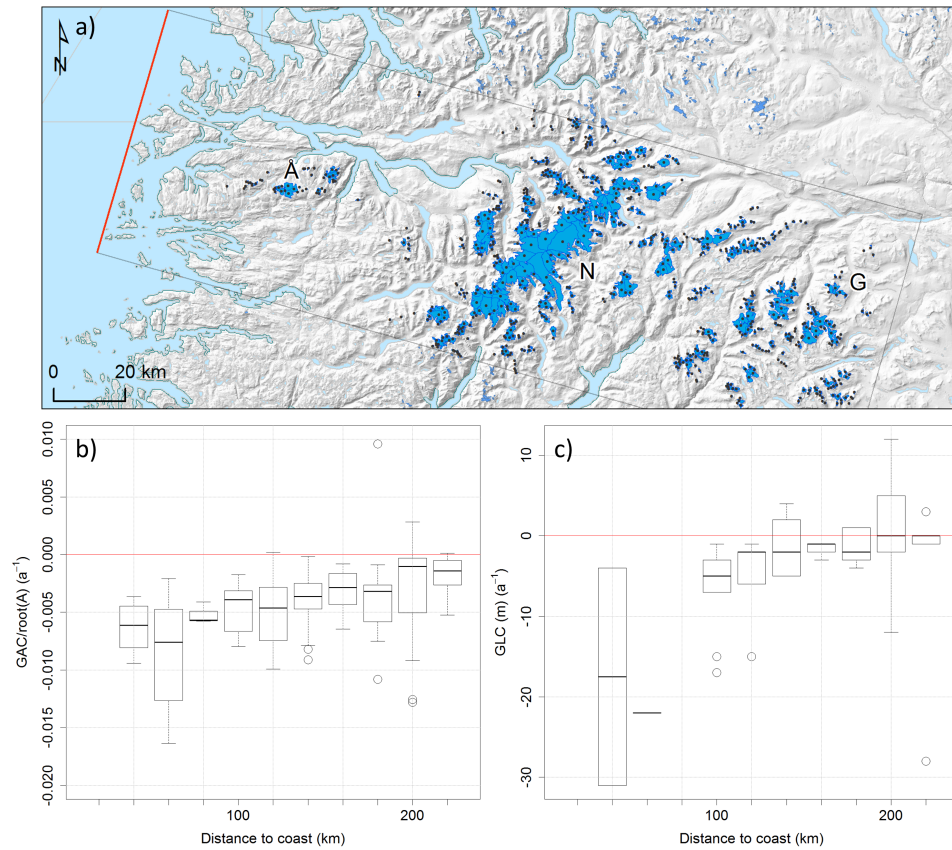 a)
N
Å
N
G
0 20 km
b)
0.010
0.005
0.000
-0.005
-0.010
-0.015
-0.020
GAC/root(A) (a⁻¹)
100 200
Distance to coast (km)
c)
10
0
-10
-20
-30
GLC (m) (a⁻¹)
100 200
Distance to coast (km)